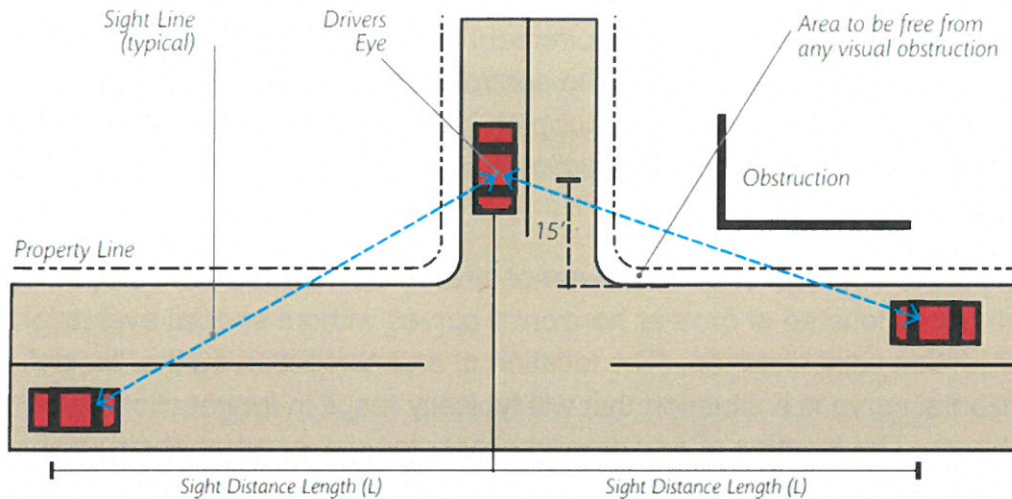 Sight Line
(typical)
Drivers
Eye
Area to be free from
any visual obstruction
Obstruction
15'
Property Line
Sight Distance Length (L)
Sight Distance Length (L)